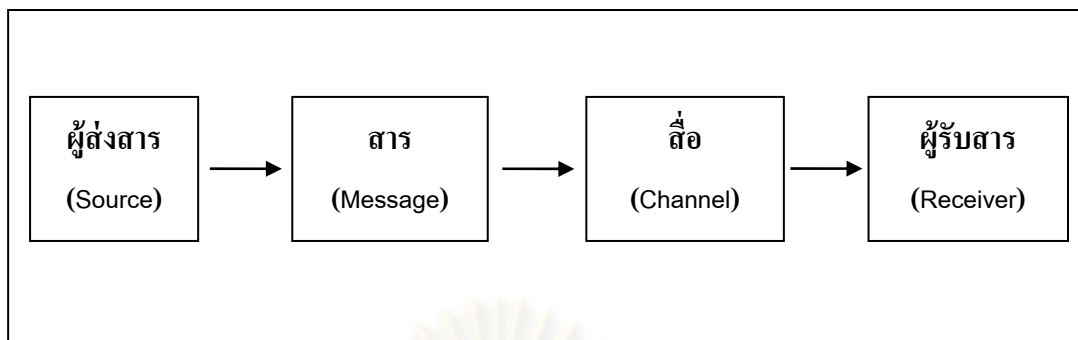 ผู้ส่งสาร
(Source)
สาร
(Message)
สื่อ
(Channel)
ผู้รับสาร
(Receiver)